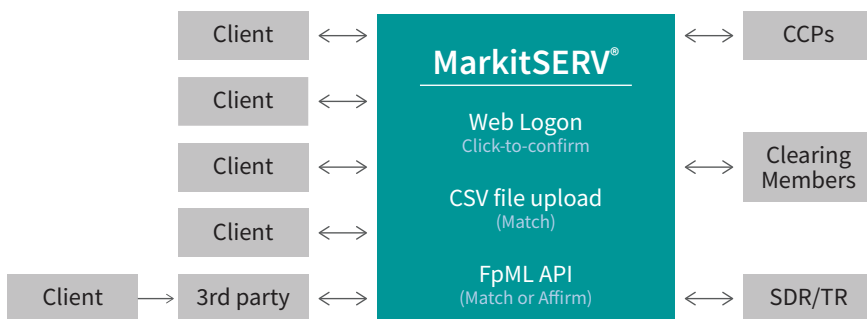 Client
Client
Client
Client
Client
3rd party
MarkitSERV®
Web Logon
Click-to-confirm
CSV file upload
(Match)
FpML API
(Match or Affirm)
CCPs
Clearing
Members
SDR/TR